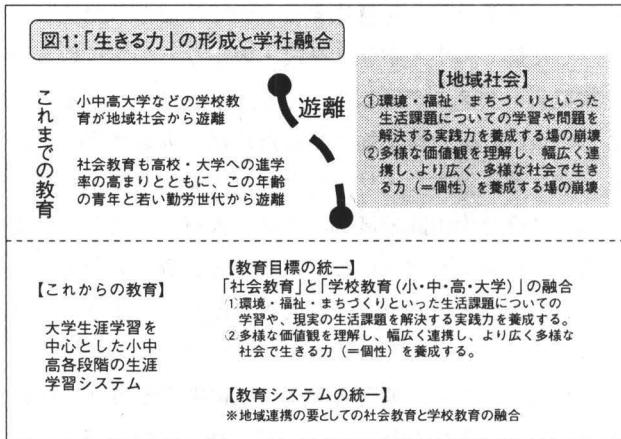 図1:「生きる力」の形成と学社融合
これまでの教育
小中高大学などの学校教
育が地域社会から遊離
社会教育も高校・大学への進学
率の高まりとともに、この年齢
の青年と若い勤労世代から遊離
遊離
【地域社会】
①環境・福祉・まちづくりといった
生活課題についての学習や問題を
解決する実践力を養成する場の崩壊
②多様な価値観を理解し、幅広く連
携し、より広く、多様な社会で生き
る力（＝個性）を養成する場の崩壊
【これからの教育】
大学生涯学習を
中心とした小中
高各段階の生涯
学習システム
【教育目標の統一】
「社会教育」と「学校教育（小・中・高・大学）」の融合
①環境・福祉・まちづくりといった生活課題についての
学習や、現実の生活課題を解決する実践力を養成する。
②多様な価値観を理解し、幅広く連携し、より広く多様な
社会で生きる力（＝個性）を養成する。
【教育システムの統一】
※地域連携の要としての社会教育と学校教育の融合